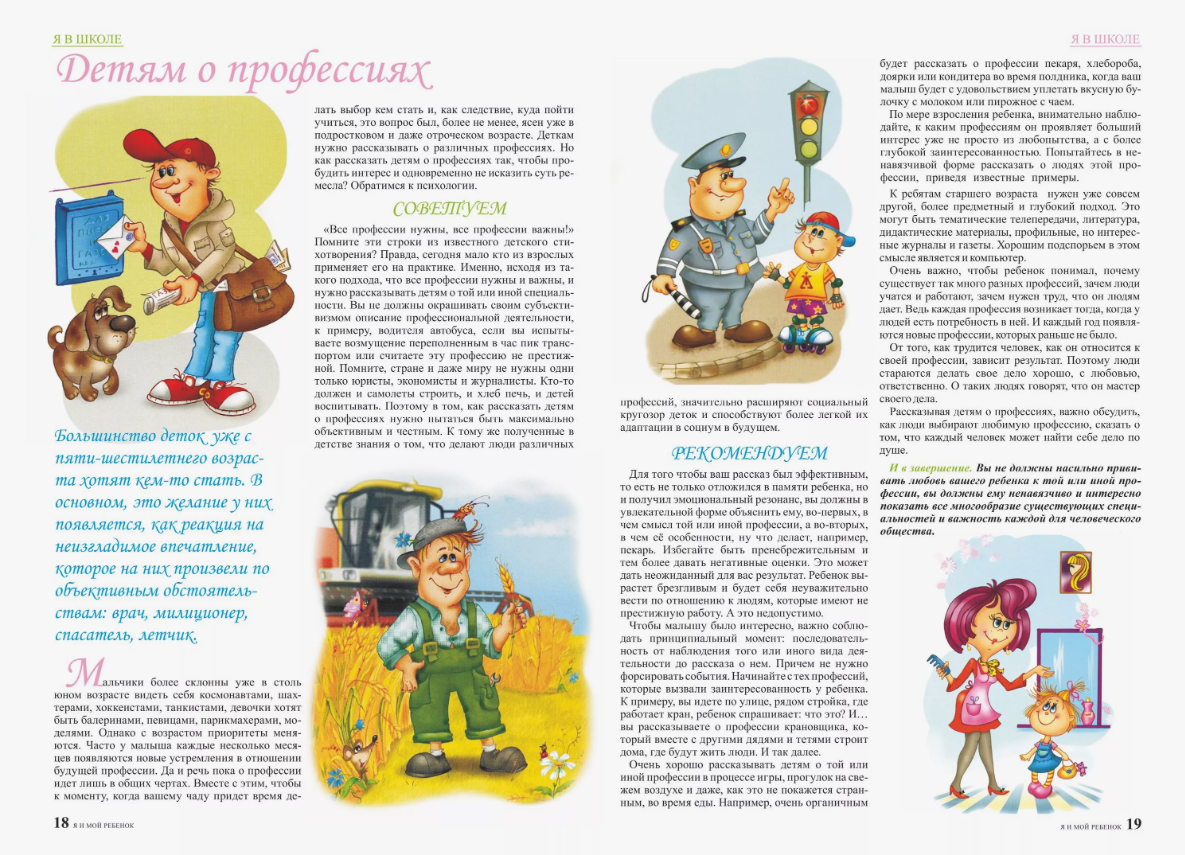 Я В ШКОЛЕ
Детям о профессиях
Большинство деток уже с
пяти-шестилетнего возрас-
та хотят кем-то стать. В
основном, это желание у них
появляется, как реакция на
неизгладимое впечатление,
которое на них произвели по
объективным обстоятель-
ствам: врач, милиционер,
спасатель, летчик.
Мальчики более склонны уже в столь
юном возрасте видеть себя космонавтами, шах-
терами, хоккеистами, танкистами, девочки хотят
быть балеринами, певицами, парикмахерами, мо-
делями. Однако с возрастом приоритеты меня-
ются. Часто у малыша каждые несколько меся-
цев появляются новые устремления в отношении
будущей профессии. Да и речь пока о профессии
идет лишь в общих чертах. Вместе с этим, чтобы
к моменту, когда вашему чаду придет время де-
лать выбор кем стать и, как следствие, куда пойти
учиться, это вопрос был, более не менее, ясен уже в
подростковом и даже отроческом возрасте. Деткам
нужно рассказывать о различных профессиях. Но
как рассказать детям о профессиях так, чтобы про-
будить интерес и одновременно не исказить суть ре-
месла? Обратимся к психологии.
СОВЕТУЕМ
«Все профессии нужны, все профессии важны!»
Помните эти строки из известного детского сти-
хотворения? Правда, сегодня мало кто из взрослых
применяет его на практике. Именно, исходя из та-
кого подхода, что все профессии нужны и важны, и
нужно рассказывать детям о той или иной специаль-
ности. Вы не должны окрашивать своим субъекти-
визмом описание профессиональной деятельности,
к примеру, водителя автобуса, если вы испыты-
ваете возмущение переполненным в час пик транс-
портом или считаете эту профессию не престиж-
ной. Помните, стране и даже миру не нужны одни
только юристы, экономисты и журналисты. Кто-то
должен и самолеты строить, и хлеб печь, и детей
воспитывать. Поэтому в том, как рассказать детям
о профессиях нужно пытаться быть максимально
объективным и честным. К тому же полученные в
детстве знания о том, что делают люди различных
18 Я И МОЙ РЕБЕНОК
Я В ШКОЛЕ
профессий, значительно расширяют социальный
кругозор деток и способствуют более легкой их
адаптации в социум в будущем.
РЕКОМЕНДУЕМ
Для того чтобы ваш рассказ был эффективным,
то есть не только отложился в памяти ребенка, но
и получил эмоциональный резонанс, вы должны в
увлекательной форме объяснить ему, во-первых, в
чем смысл той или иной профессии, а во-вторых,
в чем её особенности, ну что делает, например,
пекарь. Избегайте быть пренебрежительным и
тем более давать негативные оценки. Это может
дать неожиданный для вас результат. Ребенок вы-
растет брезгливым и будет себя неуважительно
вести по отношению к людям, которые имеют не
престижную работу. А это недопустимо.
Чтобы малышу было интересно, важно соблю-
дать принципиальный момент: последователь-
ность от наблюдения того или иного вида дея-
тельности до рассказа о нем. Причем не нужно
форсировать события. Начинайте с тех профессий,
которые вызвали заинтересованность у ребенка.
К примеру, вы идете по улице, рядом стройка, где
работает кран, ребенок спрашивает: что это? И…
вы рассказываете о профессии крановщика, ко-
торый вместе с другими дядями и тетями строит
дома, где будут жить люди. И так далее.
Очень хорошо рассказывать детям о той или
иной профессии в процессе игры, прогулок на све-
жем воздухе и даже, как это не покажется стран-
ным, во время еды. Например, очень органичным
будет рассказать о профессии пекаря, хлебороба,
доярки или кондитера во время полдника, когда ваш
малыш будет с удовольствием уплетать вкусную бу-
лочку с молоком или пирожное с чаем.
По мере взросления ребенка, внимательно наблю-
дайте, к каким профессиям он проявляет больший
интерес уже не просто из любопытства, а с более
глубокой заинтересованностью. Попытайтесь в не-
навязчивой форме рассказать о людях этой про-
фессии, приведя известные примеры.
К ребятам старшего возраста нужен уже совсем
другой, более предметный и глубокий подход. Это
могут быть тематические телепередачи, литература,
дидактические материалы, профильные, но интерес-
ные журналы и газеты. Хорошим подспорьем в этом
смысле является и компьютер.
Очень важно, чтобы ребенок понимал, почему
существует так много разных профессий, зачем люди
учатся и работают, зачем нужен труд, что он людям
дает. Ведь каждая профессия возникает тогда, когда у
людей есть потребность в ней. И каждый год появля-
ются новые профессии, которых раньше не было.
От того, как трудится человек, как он относится к
своей профессии, зависит результат. Поэтому люди
стараются делать свое дело хорошо, с любовью,
ответственно. О таких людях говорят, что он мастер
своего дела.
Рассказывая детям о профессиях, важно обсудить,
как люди выбирают любимую профессию, сказать о
том, что каждый человек может найти себе дело по
душе.
И в завершение. Вы не должны насильно приви-
вать любовь вашего ребенка к той или иной про-
фессии, вы должны ему ненавязчиво и интересно
показать все многообразие существующих специ-
альностей и важность каждой для человеческого
общества.
Я И МОЙ РЕБЕНОК 19